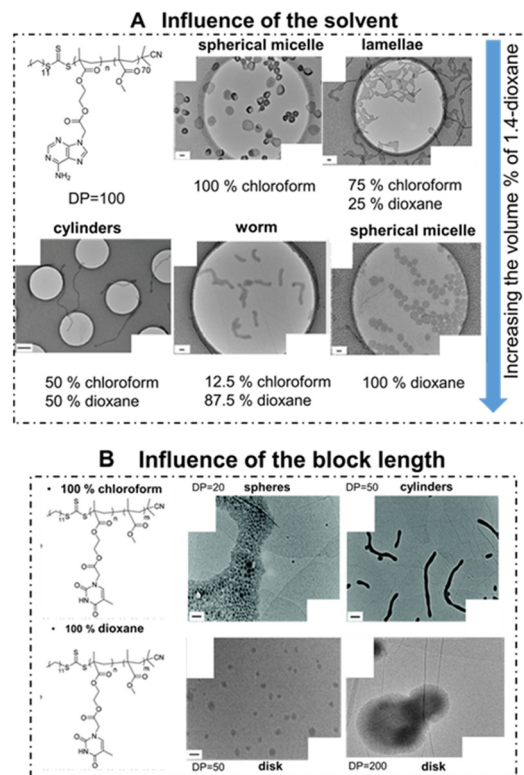 A Influence of the solvent
spherical micelle
lamellae
DP=100
100 % chloroform
75 % chloroform
25 % dioxane
cylinders
worm
spherical micelle
50 % chloroform
50 % dioxane
12.5 % chloroform
87.5 % dioxane
100 % dioxane
Increasing the volume % of 1.4-dioxane
B Influence of the block length
• 100 % chloroform
DP=20 spheres
DP=50 cylinders
• 100 % dioxane
DP=50 disk
DP=200 disk